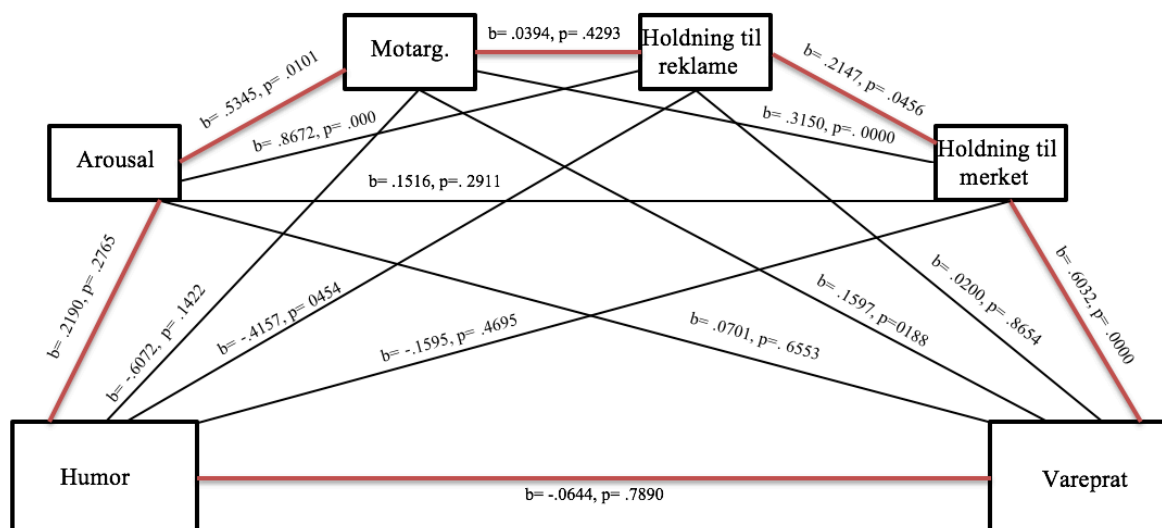 b= .0394, p= .4293
Motarg.
Holdning til
reklame
b= .5345, p= .0101
b= .8672, p= .000
b= .2147, p= .0456
b= .3150, p=. 0000
Arousal
Holdning til
merket
b= .1516, p= .2911
b= .2190, p= .2765
b= -.6072, p= .1422
b= -.4157, p= 0454
b= -.1595, p= .4695
b= .0701, p=. 6553
b= .1597, p=0188
b= .0200, p= .8654
b= .6032, p= .0000
Humor
Vareprat
b= -.0644, p= .7890